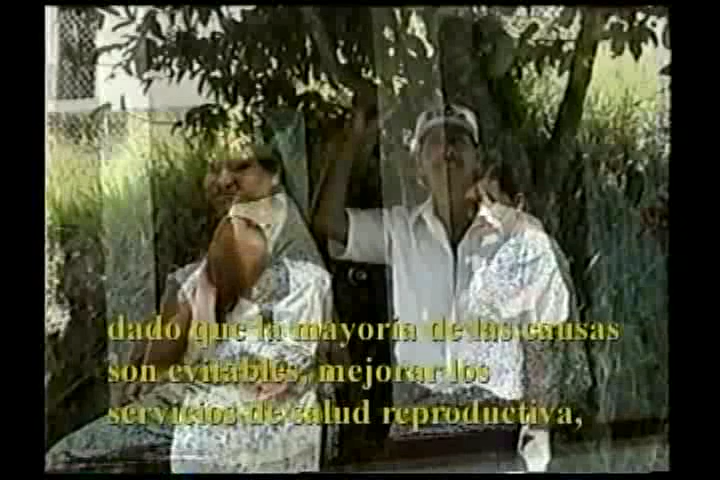 dado que la mayoría de las causas
son evitables, mejorar los
servicios de salud reproductiva,